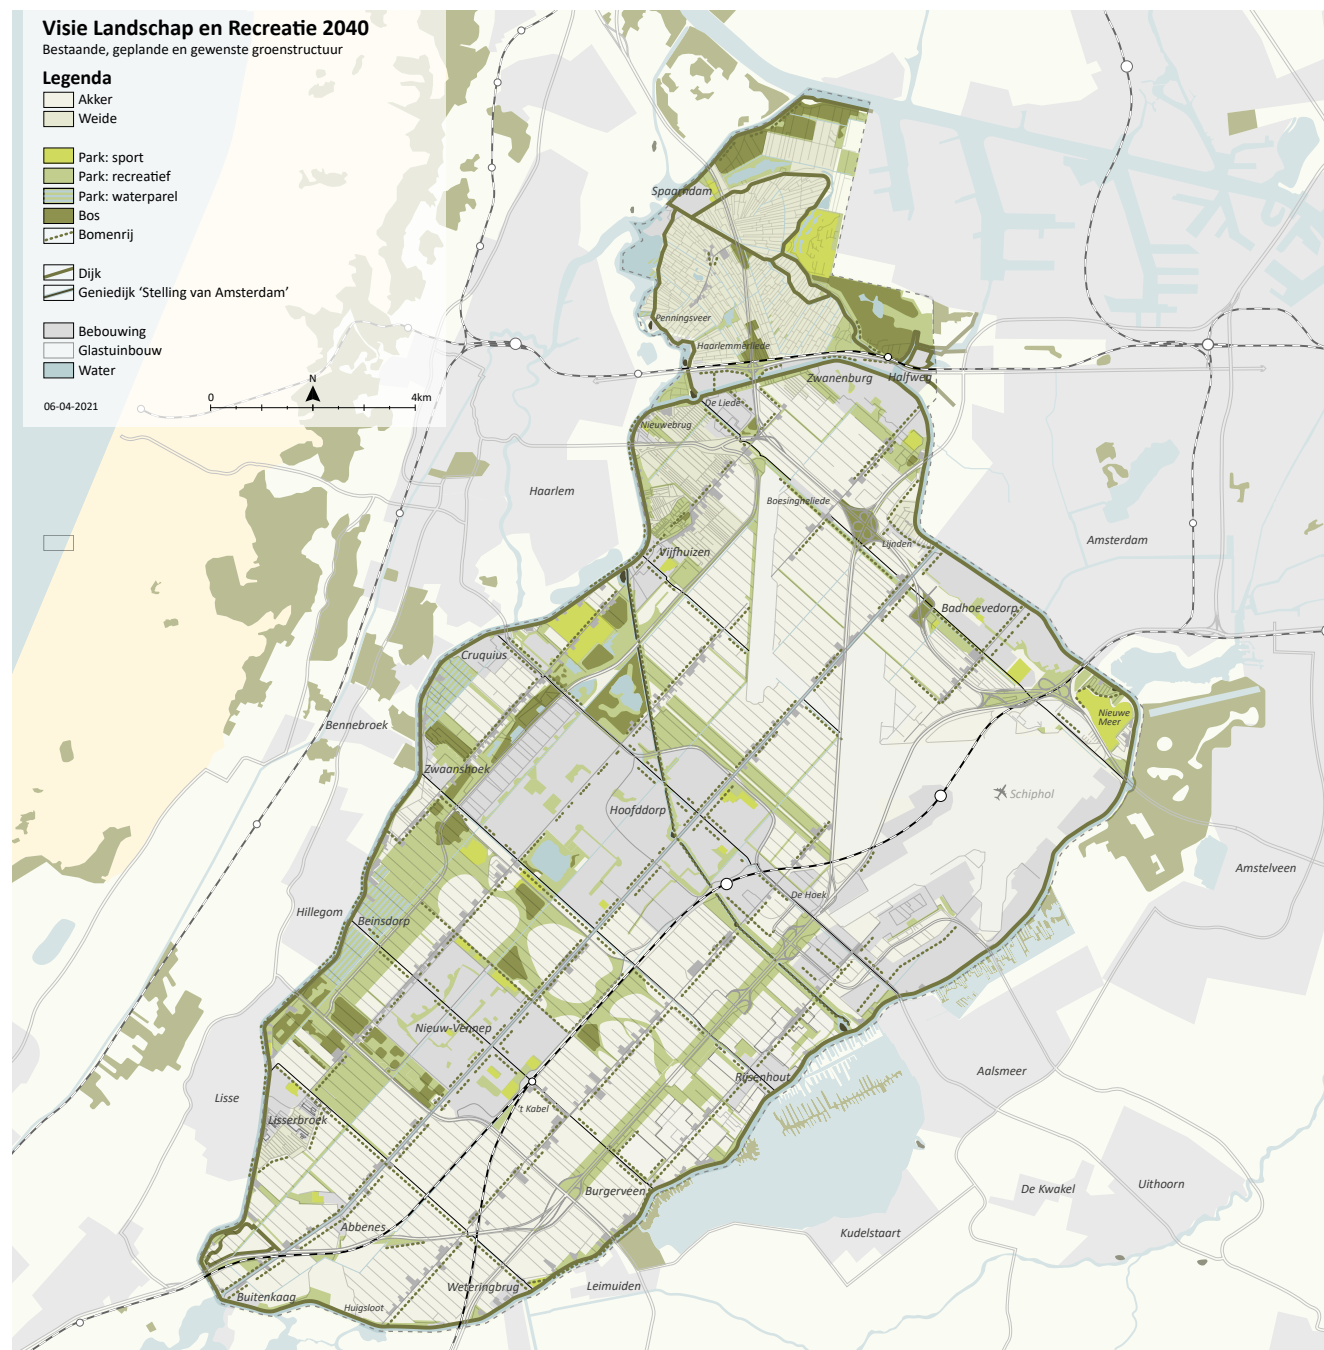 Visie Landschap en Recreatie 2040
Bestaande, geplande en gewenste groenstructuur
Legenda
Akker
Weide
Park: sport
Park: recreatief
Park: waterparel
Bos
Bomenrij
Dijk
Geniedijk ‘Stelling van Amsterdam’
Bebouwing
Glastuinbouw
Water
N
06-04-2021
0
4km
Spaarndam
Penningsveer
Haarlemmerliede
Zwanenburg
Halfweg
De Liede
Nieuwebrug
Haarlem
Boesingheliede
Lijnden
Amsterdam
Vijfhuizen
Badhoevedorp
Cruquius
Bennebroek
Nieuwe
Meer
Zwaanshoek
Hoofddorp
Schiphol
Amstelveen
De Hoek
Hillegom
Beinsdorp
Nieuw-Vennep
Rijsenhout
Aalsmeer
Lisse
't Kabel
Lisserbroek
Burgerveen
De Kwakel
Uithoorn
Abbenes
Kudelstaart
Weteringbrug
Leimuiden
Buitenkaag
Huigsloot